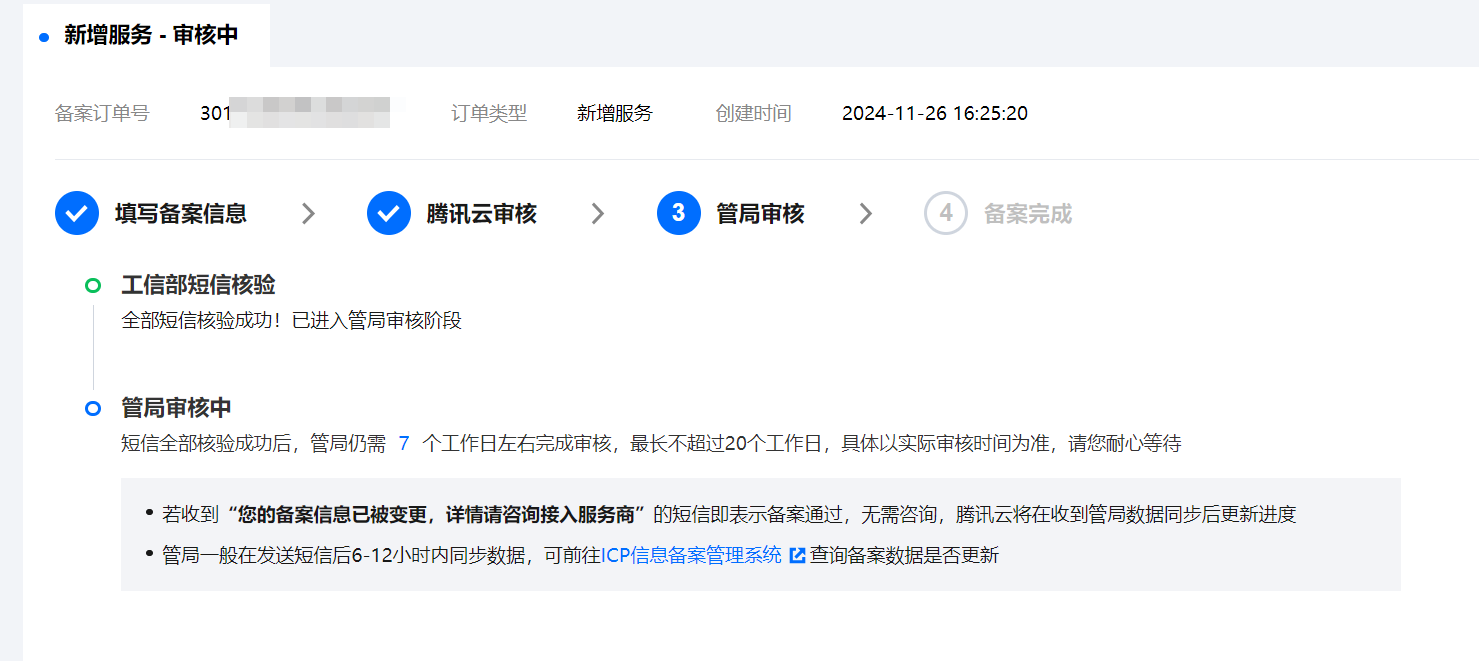 新增服务 - 审核中
备案订单号 301 订单类型 新增服务 创建时间 2024-11-26 16:25:20
填写备案信息 腾讯云审核 3 管局审核 4 备案完成
工信部短信核验
全部短信核验成功！已进入管局审核阶段
管局审核中
短信全部核验成功后，管局仍需 7 个工作日左右完成审核，最长不超过20个工作日，具体以实际审核时间为准，请您耐心等待
• 若收到“您的备案信息已被变更，详情请咨询接入服务商”的短信即表示备案通过，无需咨询，腾讯云将在收到管局数据同步后更新进度
• 管局一般在发送短信后6-12小时内同步数据，可前往ICP信息备案管理系统 查询备案数据是否更新